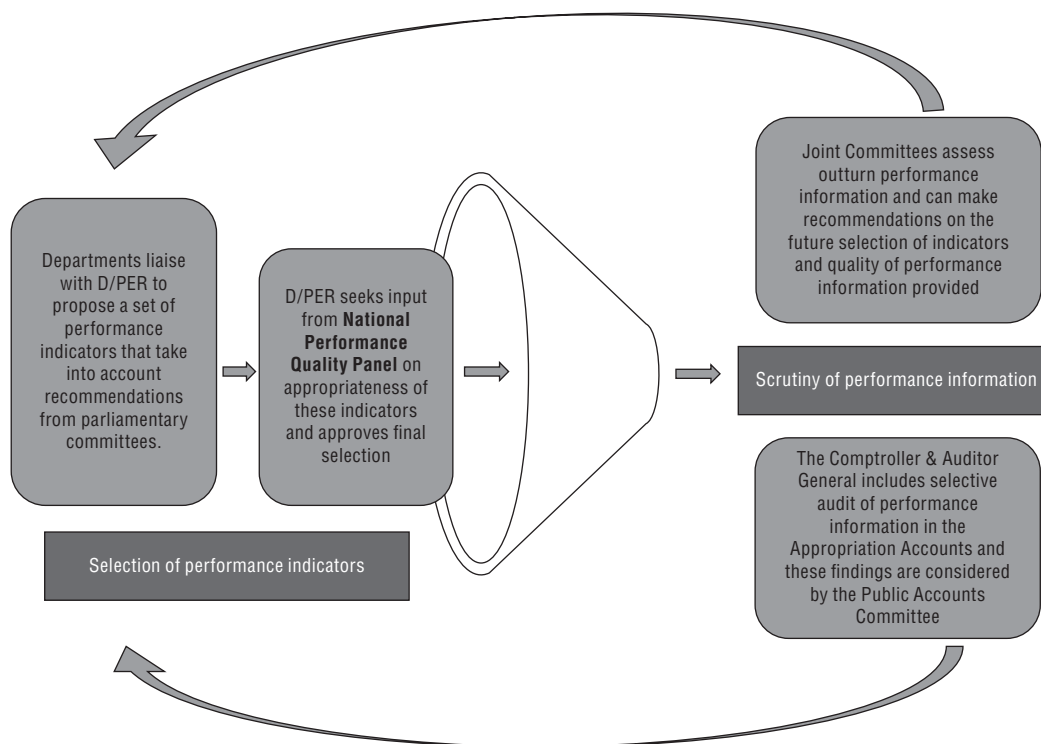 Departments liaise
with D/PER to
propose a set of
performance
indicators that take
into account
recommendations
from parliamentary
committees.
D/PER seeks input
from National
Performance
Quality Panel on
appropriateness of
these indicators
and approves final
selection
Selection of performance indicators
Joint Committees assess
outturn performance
information and can make
recommendations on the
future selection of indicators
and quality of performance
information provided
Scrutiny of performance information
The Comptroller & Auditor
General includes selective
audit of performance
information in the
Appropriation Accounts and
these findings are considered
by the Public Accounts
Committee